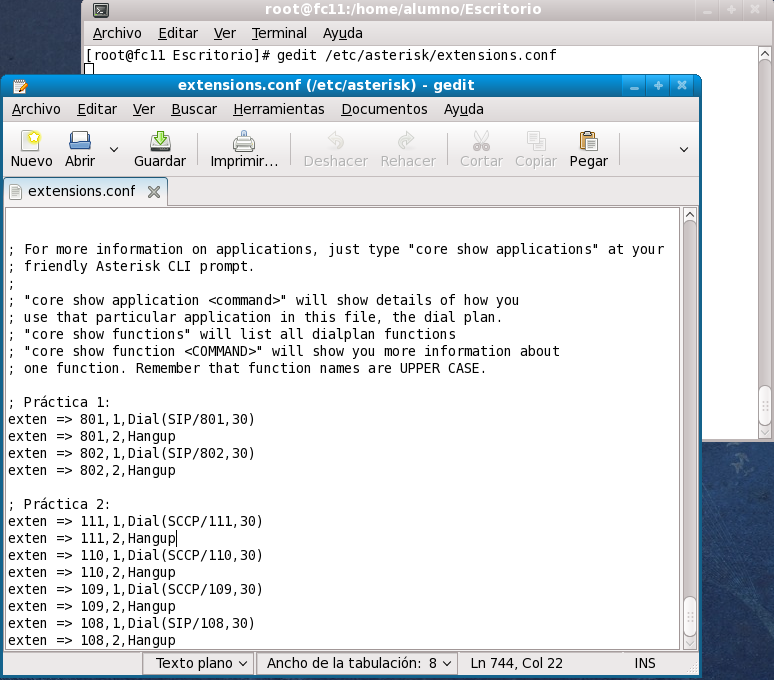 root@fc11:/home/alumno/Escritorio
Archivo Editar Ver Terminal Ayuda
[root@fc11 Escritorio]# gedit /etc/asterisk/extensions.conf
extensions.conf (/etc/asterisk) - gedit
Archivo Editar Ver Buscar Herramientas Documentos Ayuda
Nuevo Abrir Guardar Imprimir... Deshacer Rehacer Cortar Copiar Pegar
extensions.conf
; For more information on applications, just type "core show applications" at your
; friendly Asterisk CLI prompt.
;
; "core show application <command>" will show details of how you
; use that particular application in this file, the dial plan.
; "core show functions" will list all dialplan functions
; "core show function <COMMAND>" will show you more information about
; one function. Remember that function names are UPPER CASE.
; Práctica 1:
exten => 801,1,Dial(SIP/801,30)
exten => 801,2,Hangup
exten => 802,1,Dial(SIP/802,30)
exten => 802,2,Hangup
; Práctica 2:
exten => 111,1,Dial(SCCP/111,30)
exten => 111,2,Hangup
exten => 110,1,Dial(SCCP/110,30)
exten => 110,2,Hangup
exten => 109,1,Dial(SCCP/109,30)
exten => 109,2,Hangup
exten => 108,1,Dial(SIP/108,30)
exten => 108,2,Hangup
Texto plano Ancho de la tabulación: 8 Ln 744, Col 22 INS